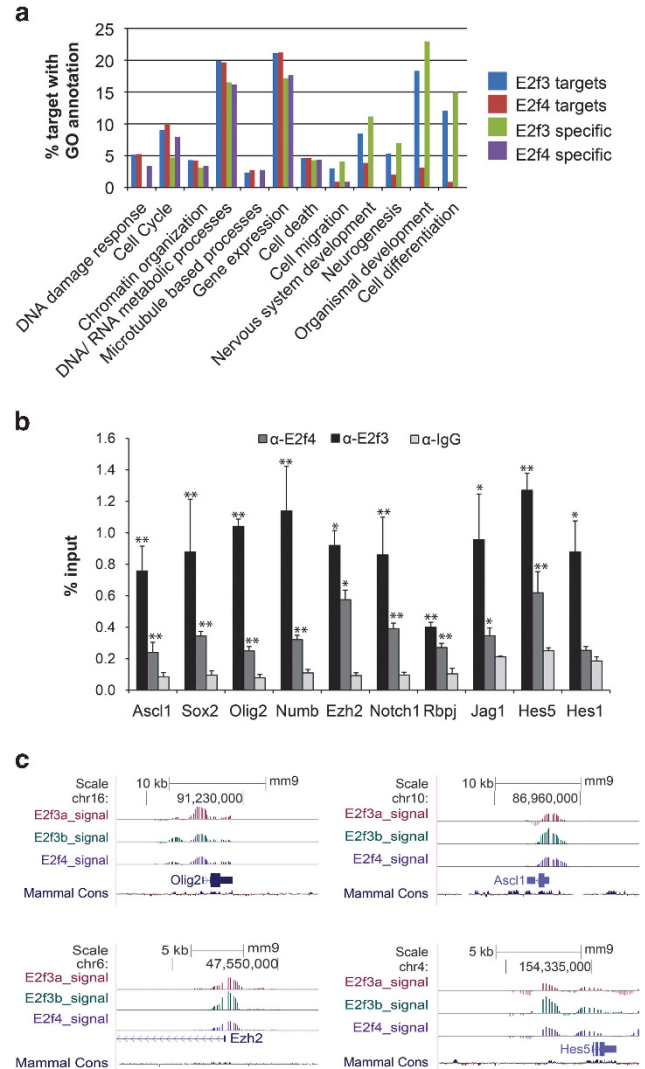 a
25
20
15
10
5
0
% target with
GO annotation
E2f3 targets
E2f4 targets
E2f3 specific
E2f4 specific
DNA damage response
Cell Cycle
Chromatin organization
DNA/ RNA metabolic processes
Microtubule based processes
Gene expression
Cell death
Cell migration
Nervous system development
Neurogenesis
Organismal development
Cell differentiation
b
1.6
1.4
1.2
1.0
0.8
0.6
0.4
0.2
0.0
% input
α-E2f4 α-E2f3 α-IgG
** ** ** ** * ** ** * ** *
** ** ** ** * ** ** * **
Ascl1 Sox2 Olig2 Numb Ezh2 Notch1 Rbpj Jag1 Hes5 Hes1
c
Scale 10 kb mm9
chr16: 91,230,000
E2f3a_signal
E2f3b_signal
E2f4_signal
Olig2
Mammal Cons
Scale 10 kb mm9
chr10: 86,960,000
E2f3a_signal
E2f3b_signal
E2f4_signal
Ascl1
Mammal Cons
Scale 5 kb mm9
chr6: 47,550,000
E2f3a_signal
E2f3b_signal
E2f4_signal
Ezh2
Mammal Cons
Scale 5 kb mm9
chr4: 154,335,000
E2f3a_signal
E2f3b_signal
E2f4_signal
Hes5
Mammal Cons